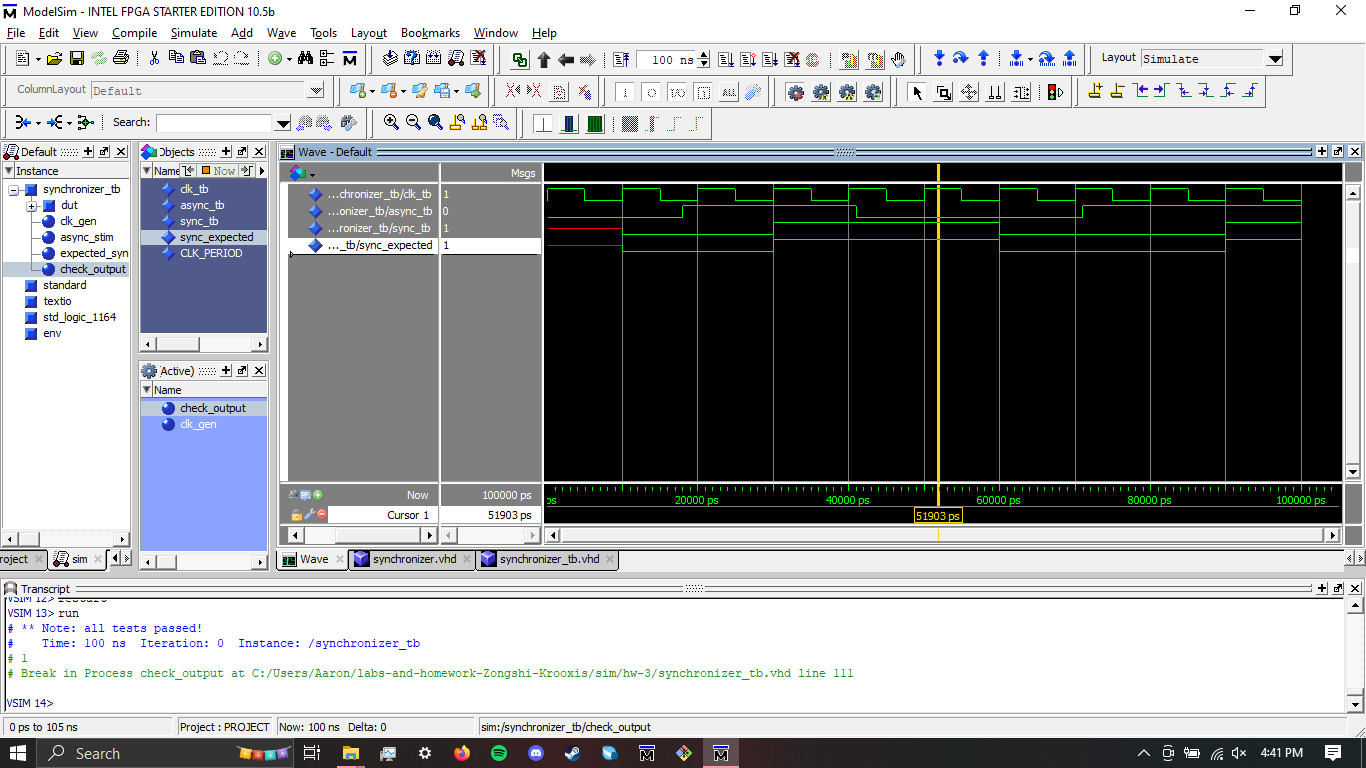 ModelSim - INTEL FPGA STARTER EDITION 10.5b
File Edit View Compile Simulate Add Wave Tools Layout Bookmarks Window Help
100 ns Layout Simulate
ColumnLayout Default ALL
Search:
Default
Instance
synchronizer_tb
dut
clk_gen
async_stim
expected_syn
check_output
standard
textio
std_logic_1164
env
Objects
Name Now
clk_tb
async_tb
sync_tb
sync_expected
CLK_PERIOD
Active)
Name
check_output
clk_gen
Wave - Default
Msgs
...chronizer_tb/clk_tb 1
...onizer_tb/async_tb 0
...ronizer_tb/sync_tb 1
..._tb/sync_expected 1
Now 100000 ps
Cursor 1 51903 ps
ps 20000 ps 40000 ps 60000 ps 80000 ps 100000 ps
51903 ps
roject sim
Wave synchronizer.vhd synchronizer_tb.vhd
Transcript
VSIM 12> restart
VSIM 13> run
# ** Note: all tests passed!
#    Time: 100 ns  Iteration: 0  Instance: /synchronizer_tb
# 1
# Break in Process check_output at C:/Users/Aaron/labs-and-homework-Zongshi-Krooxis/sim/hw-3/synchronizer_tb.vhd line 111
VSIM 14>
0 ps to 105 ns Project : PROJECT Now: 100 ns Delta: 0 sim:/synchronizer_tb/check_output
Search 4:41 PM